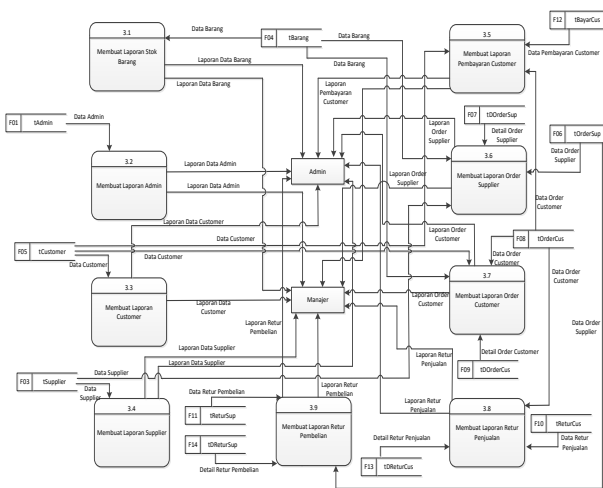 3.1
Membuat Laporan Stok
Barang
Data Barang
F04 tBarang
Data Barang
Data Barang
Laporan Data Barang
Laporan Data Barang
3.5
Membuat Laporan
Pembayaran Customer
F12 tBayarCus
Data Pembayaran Customer
Laporan
Pembayaran
Customer
F01 tAdmin
Data Admin
3.2
Membuat Laporan Admin
Laporan Data Admin
Laporan Data Admin
Admin
Laporan
Order
Supplier
Laporan Order
Supplier
F07 tDOrderSup
Detail Order
Supplier
3.6
Membuat Laporan Order
Supplier
F06 tOrderSup
Data Order
Supplier
Data Order
Customer
Laporan Data Customer
Data Customer
F05 tCustomer
Data Customer
Data Customer
Laporan Order
Customer
F08 tOrderCus
Data Order
Customer
Data Order
Customer
3.3
Membuat Laporan
Customer
Laporan Data
Customer
Manajer
Laporan Order
Customer
3.7
Membuat Laporan Order
Customer
Data Order
Supplier
Laporan Retur
Pembelian
Laporan Data Supplier
Laporan Data Supplier
Laporan Retur
Penjualan
Detail Order Customer
F09 tDOrderCus
Data Supplier
F03 tSupplier
Data
Supplier
3.4
Membuat Laporan Supplier
Data Retur Pembelian
F11 tReturSup
F14 tDReturSup
Detail Retur Pembelian
Laporan Retur
Pembelian
3.9
Membuat Laporan Retur
Pembelian
Laporan Retur
Penjualan
Detail Retur Penjualan
F13 tDReturCus
3.8
Membuat Laporan Retur
Penjualan
F10 tReturCus
Data Retur
Penjualan